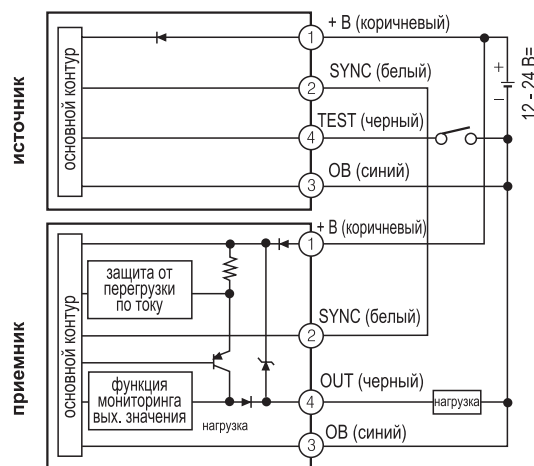 источник
основной контур
1
+ В (коричневый)
2
SYNC (белый)
4
TEST (черный)
3
ОВ (синий)
+
−
12 - 24 В=
приемник
основной контур
1
+ В (коричневый)
защита от
перегрузки
по току
2
SYNC (белый)
функция
мониторинга
вых. значения
нагрузка
4
OUT (черный)
нагрузка
3
ОВ (синий)